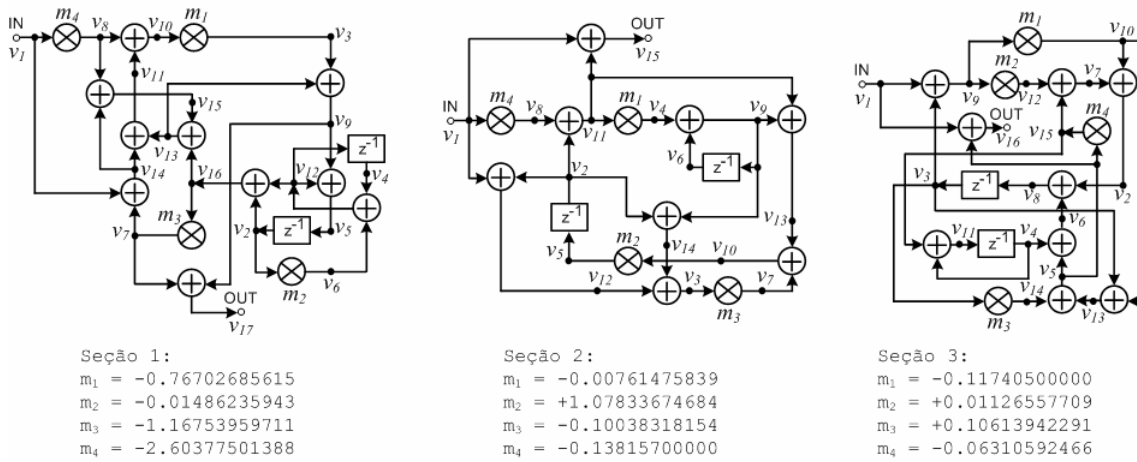 IN
m4
v8
v10
m1
v1
v3
v11
v15
v9
v13
v12
z-1
v4
v14
v16
m3
v7
v2
z-1
v5
m2
v6
OUT
v17
OUT
v15
IN
m4
v8
m1
v4
v9
v1
v11
v6
z-1
v2
z-1
v13
v14
v5
m2
v10
v12
v3
v7
m3
m1
v10
IN
m2
v7
v1
v9
v12
m4
OUT
v16
v15
v3
z-1
v8
v2
v6
v11
z-1
v4
v5
v14
m3
v13
Seção 1:
m1 = -0.76702685615
m2 = -0.01486235943
m3 = -1.16753959711
m4 = -2.60377501388
Seção 2:
m1 = -0.00761475839
m2 = +1.07833674684
m3 = -0.10038318154
m4 = -0.13815700000
Seção 3:
m1 = -0.11740500000
m2 = +0.01126557709
m3 = +0.10613942291
m4 = -0.06310592466